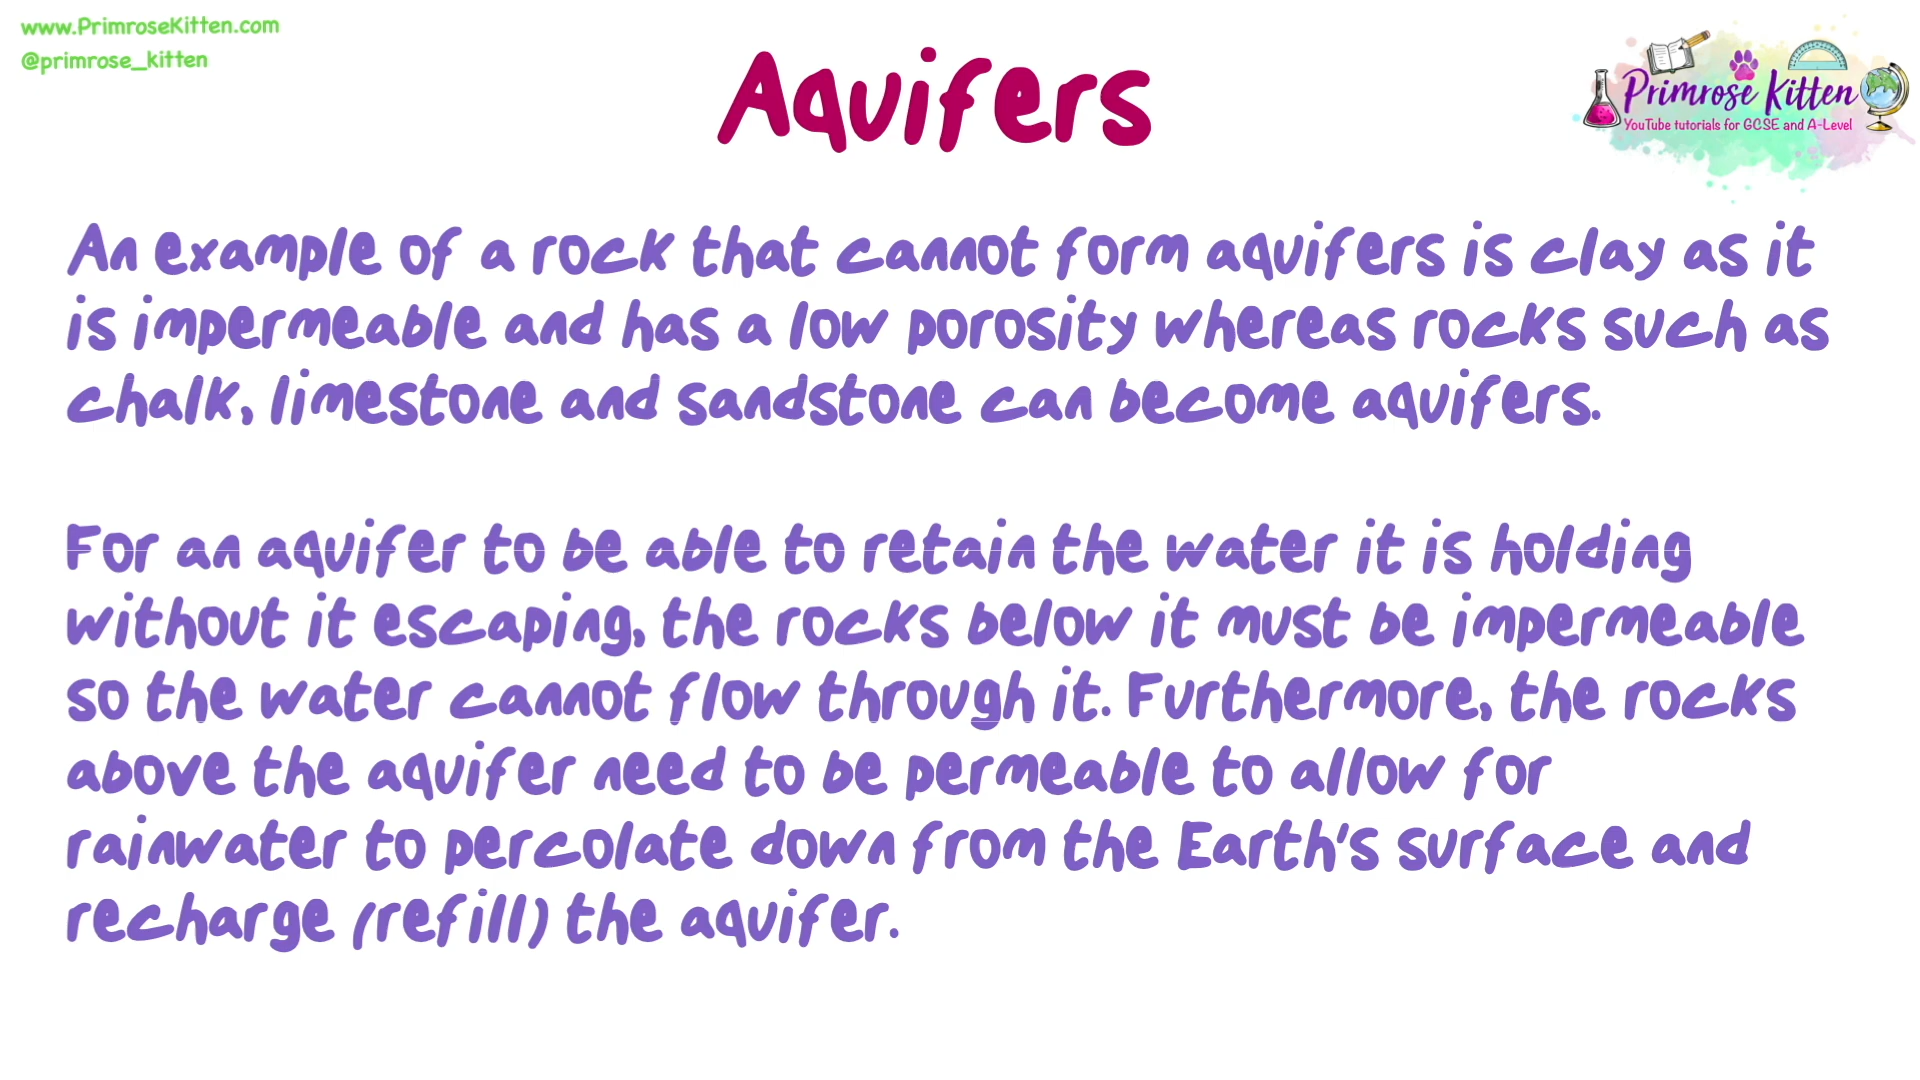 www.PrimroseKitten.com
@primrose_kitten
Aquifers
Primrose Kitten
YouTube tutorials for GCSE and A-Level
An example of a rock that cannot form aquifers is clay as it
is impermeable and has a low porosity whereas rocks such as
chalk, limestone and sandstone can become aquifers.
For an aquifer to be able to retain the water it is holding
without it escaping, the rocks below it must be impermeable
so the water cannot flow through it. Furthermore, the rocks
above the aquifer need to be permeable to allow for
rainwater to percolate down from the Earth's surface and
recharge (refill) the aquifer.